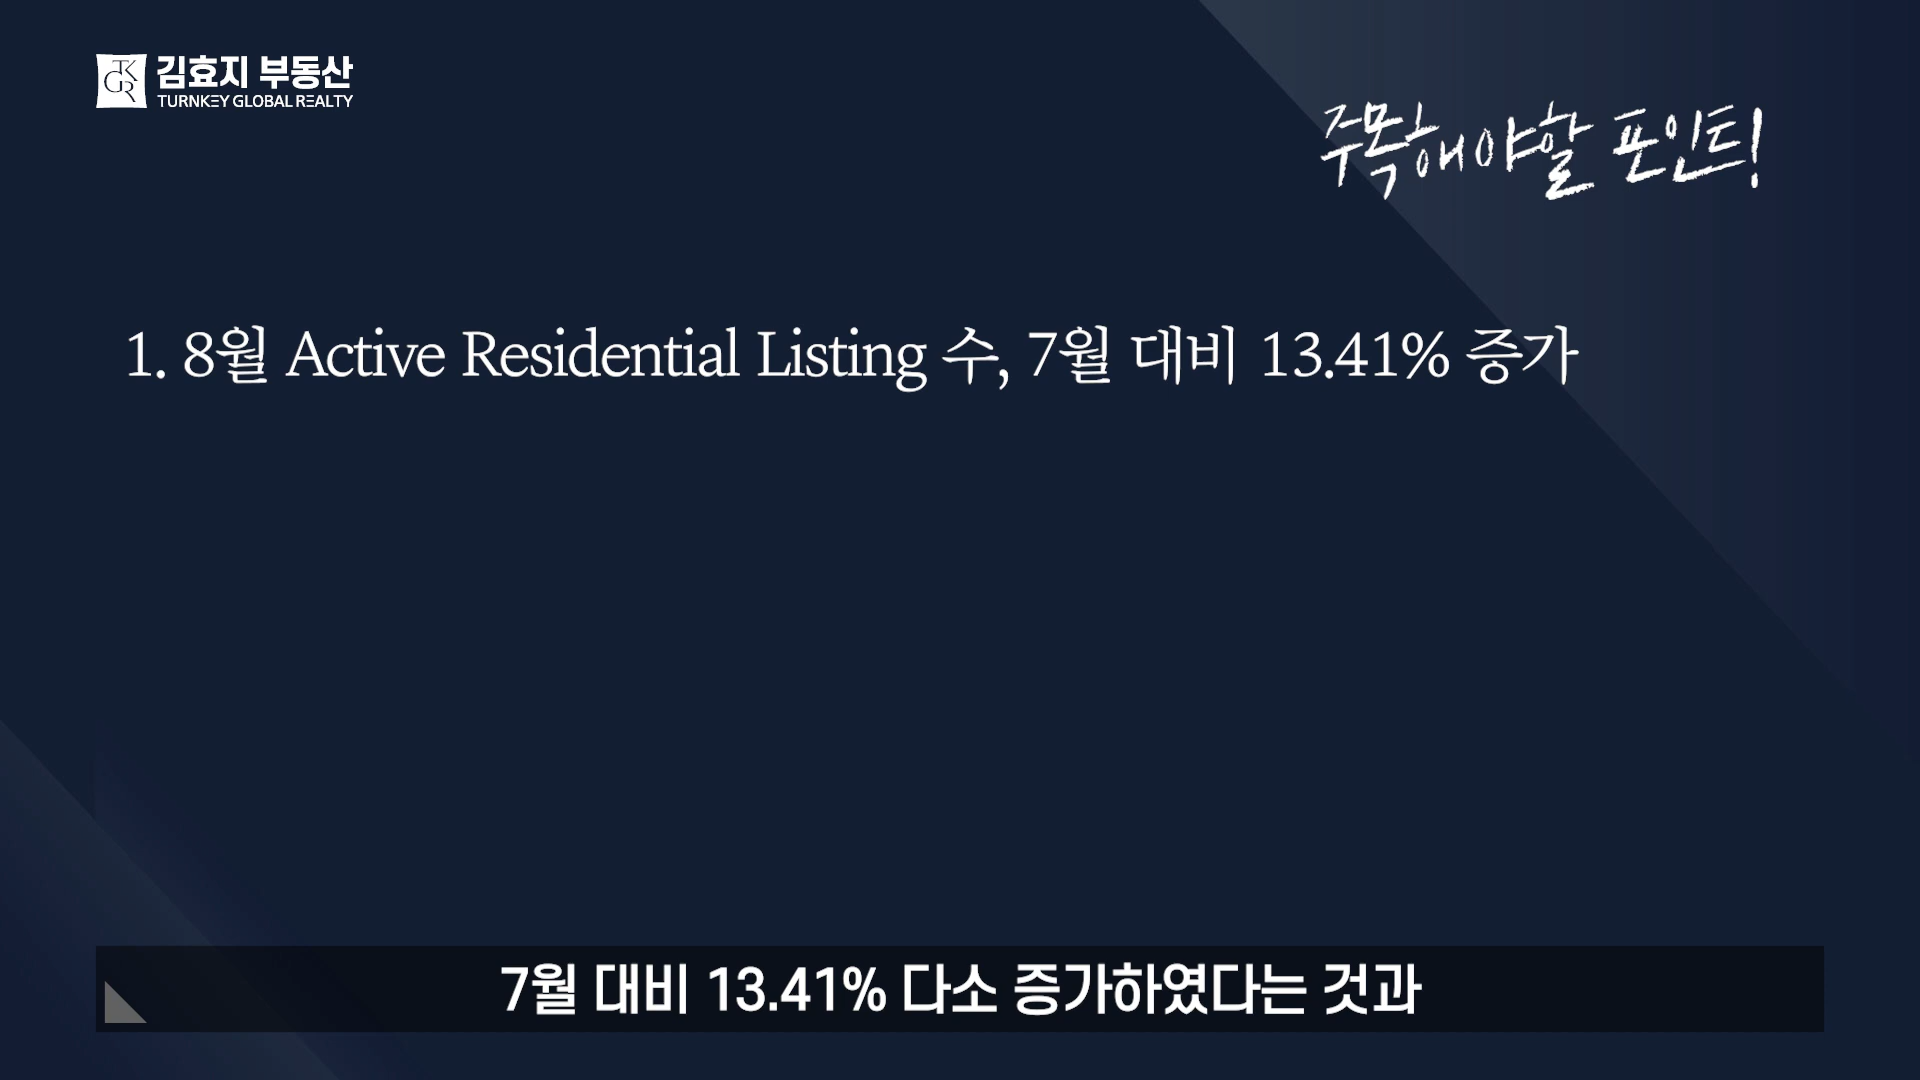 TKGR
김효지 부동산
TURNKEY GLOBAL REALTY
주목해야할 포인트!
1. 8월 Active Residential Listing 수, 7월 대비 13.41% 증가
7월 대비 13.41% 다소 증가하였다는 것과